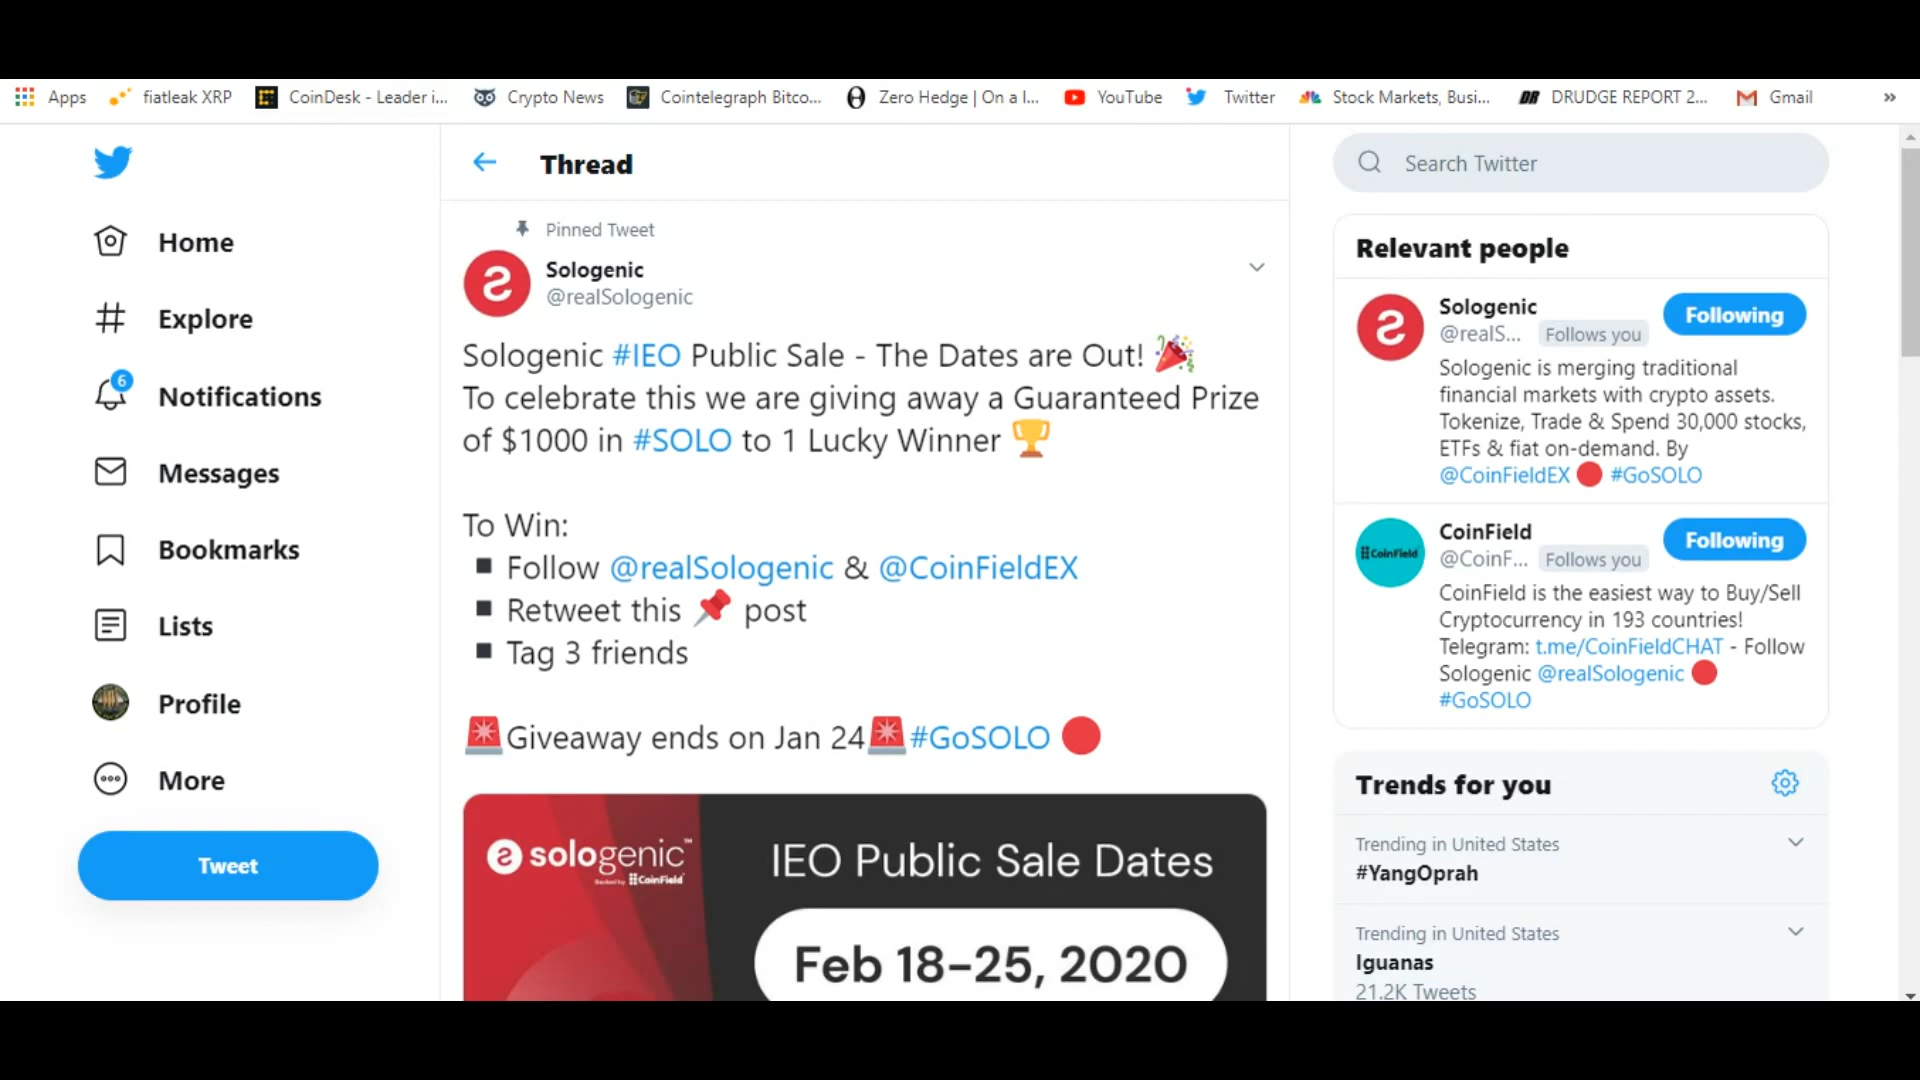 Apps
fiatleak XRP
CoinDesk - Leader i...
Crypto News
Cointelegraph Bitco...
Zero Hedge | On a l...
YouTube
Twitter
Stock Markets, Busi...
DR DRUDGE REPORT 2...
Gmail
»
Home
Explore
6
Notifications
Messages
Bookmarks
Lists
Profile
More
Tweet
Thread
Pinned Tweet
Sologenic
@realSologenic
Sologenic #IEO Public Sale - The Dates are Out! 🎉
To celebrate this we are giving away a Guaranteed Prize
of $1000 in #SOLO to 1 Lucky Winner 🏆
To Win:
▪ Follow @realSologenic & @CoinFieldEX
▪ Retweet this 📌 post
▪ Tag 3 friends
🚨Giveaway ends on Jan 24🚨#GoSOLO 🔴
sologenic™
Backed by CoinField
IEO Public Sale Dates
Feb 18-25, 2020
Search Twitter
Relevant people
Sologenic
Following
@realS... Follows you
Sologenic is merging traditional
financial markets with crypto assets.
Tokenize, Trade & Spend 30,000 stocks,
ETFs & fiat on-demand. By
@CoinFieldEX 🔴 #GoSOLO
CoinField
CoinField
Following
@CoinF... Follows you
CoinField is the easiest way to Buy/Sell
Cryptocurrency in 193 countries!
Telegram: t.me/CoinFieldCHAT - Follow
Sologenic @realSologenic 🔴
#GoSOLO
Trends for you
Trending in United States
#YangOprah
Trending in United States
Iguanas
21.2K Tweets